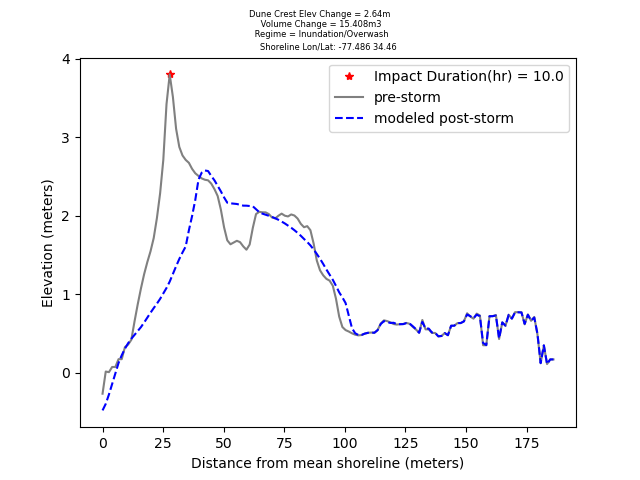 Dune Crest Elev Change = 2.64m
Volume Change = 15.408m3
Regime = Inundation/Overwash
Shoreline Lon/Lat: -77.486 34.46
Impact Duration(hr) = 10.0
pre-storm
modeled post-storm
Elevation (meters)
4
3
2
1
0
0 25 50 75 100 125 150 175
Distance from mean shoreline (meters)